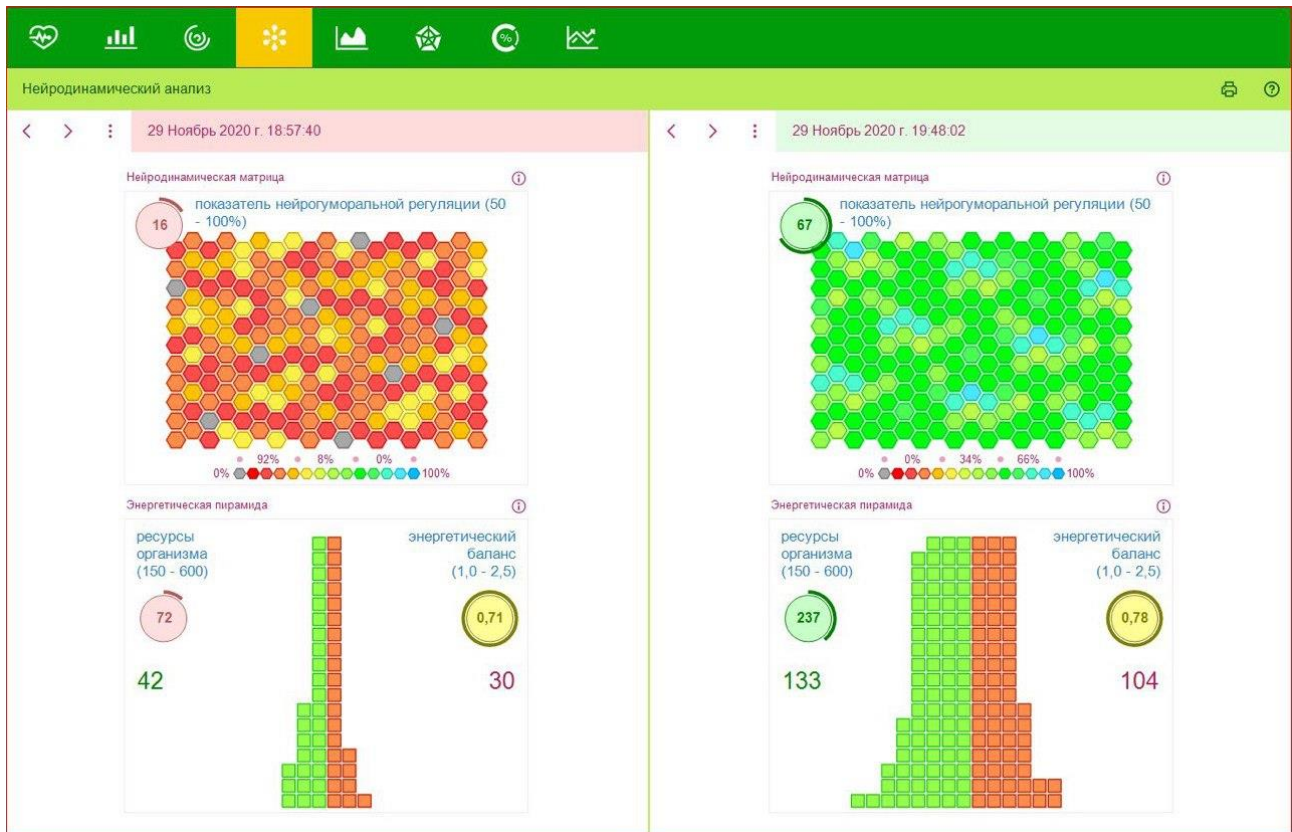 Нейродинамический анализ
29 Ноябрь 2020 г. 18:57:40
Нейродинамическая матрица
16
показатель нейрогуморальной регуляции (50
- 100%)
92% 8% 0%
0% 100%
Энергетическая пирамида
ресурсы
организма
(150 - 600)
72
42
энергетический
баланс
(1,0 - 2,5)
0,71
30
29 Ноябрь 2020 г. 19:48:02
Нейродинамическая матрица
67
показатель нейрогуморальной регуляции (50
- 100%)
0% 34% 66%
0% 100%
Энергетическая пирамида
ресурсы
организма
(150 - 600)
237
133
энергетический
баланс
(1,0 - 2,5)
0,78
104